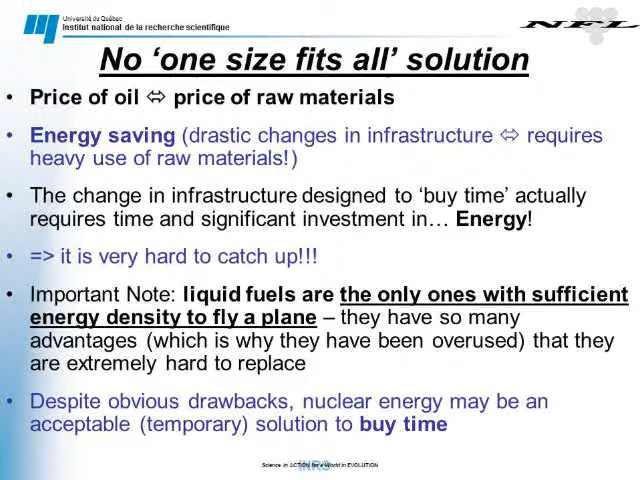 Université du Québec
Institut national de la recherche scientifique
NFL
No ‘one size fits all’ solution
• Price of oil ⇔ price of raw materials
• Energy saving (drastic changes in infrastructure ⇔ requires
heavy use of raw materials!)
• The change in infrastructure designed to ‘buy time’ actually
requires time and significant investment in… Energy!
• => it is very hard to catch up!!!
• Important Note: liquid fuels are the only ones with sufficient
energy density to fly a plane – they have so many
advantages (which is why they have been overused) that they
are extremely hard to replace
• Despite obvious drawbacks, nuclear energy may be an
acceptable (temporary) solution to buy time
Science in ACTION for a World in EVOLUTION
INRS